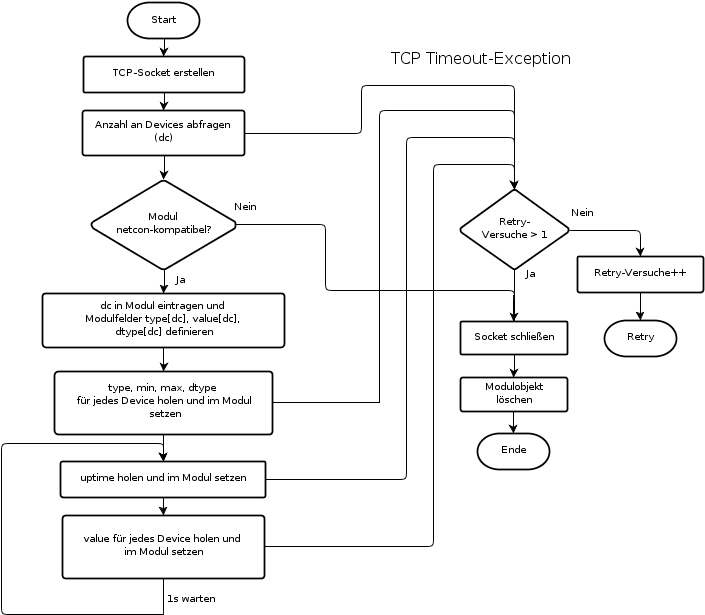 Start
TCP-Socket erstellen
Anzahl an Devices abfragen
(dc)
Modul
netcon-kompatibel?
Nein
Ja
dc in Modul eintragen und
Modulfelder type[dc], value[dc],
dtype[dc] definieren
type, min, max, dtype
für jedes Device holen und im Modul
setzen
uptime holen und im Modul setzen
value für jedes Device holen und
im Modul setzen
1s warten
TCP Timeout-Exception
Retry-
Versuche > 1
Nein
Ja
Retry-Versuche++
Retry
Socket schließen
Modulobjekt
löschen
Ende